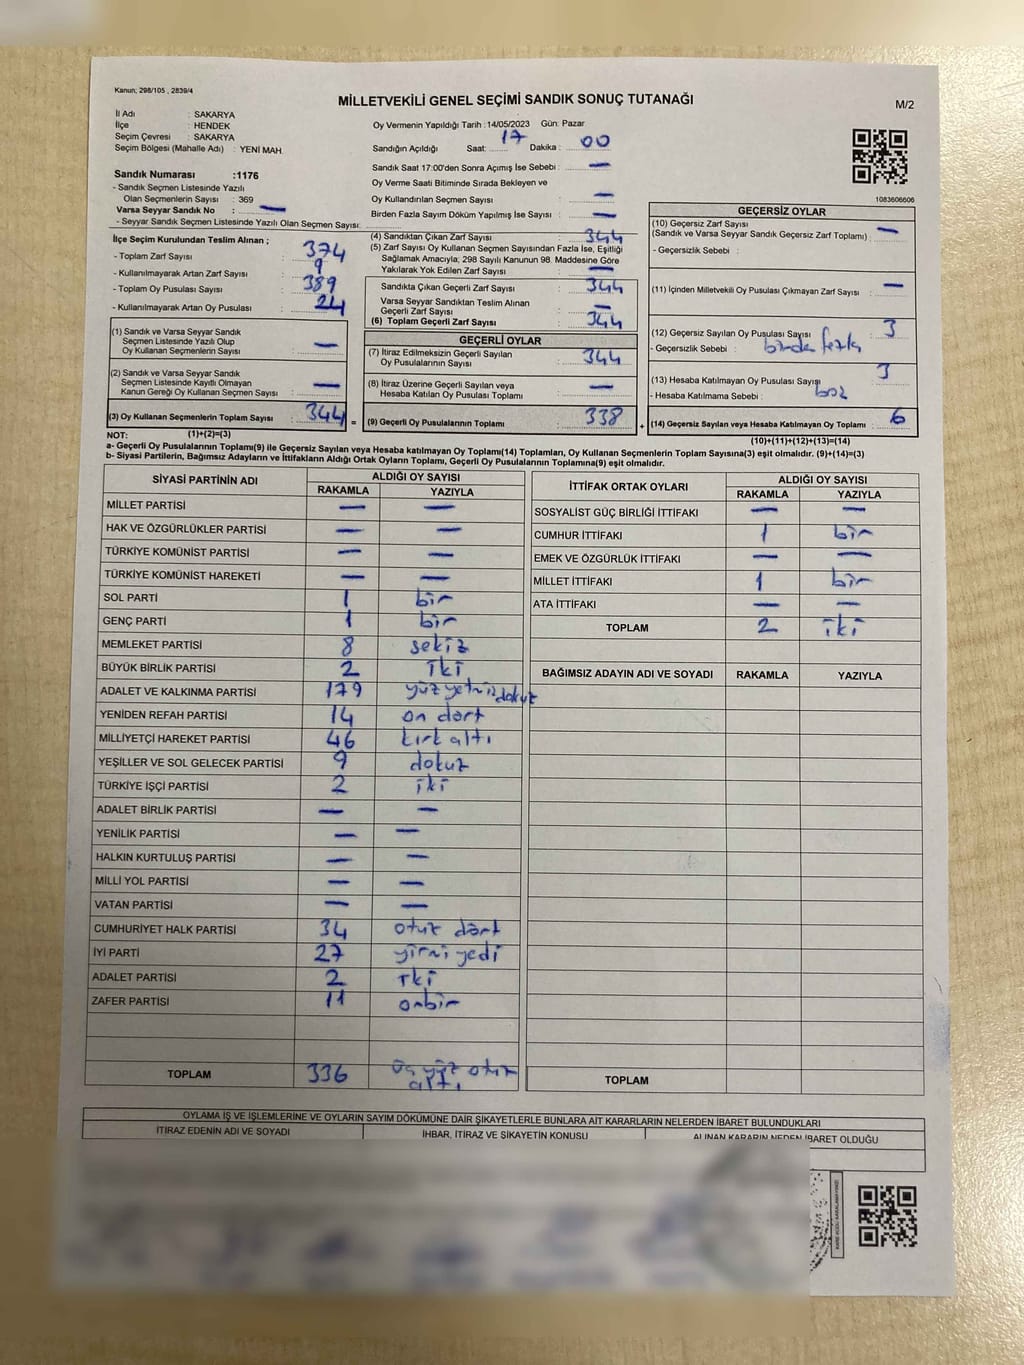 Kanun; 298/105 , 2839/4
MİLLETVEKİLİ GENEL SEÇİMİ SANDIK SONUÇ TUTANAĞI
M/2
İl Adı : SAKARYA
İlçe : HENDEK
Seçim Çevresi : SAKARYA
Seçim Bölgesi (Mahalle Adı) : YENİ MAH.
Sandık Numarası :1176
- Sandık Seçmen Listesinde Yazılı
Olan Seçmenlerin Sayısı : 369
Varsa Seyyar Sandık No : —
- Seyyar Sandık Seçmen Listesinde Yazılı Olan Seçmen Sayısı:
Oy Vermenin Yapıldığı Tarih :14/05/2023 Gün: Pazar
Sandığın Açıldığı Saat: 17 Dakika : 00
Sandık Saat 17:00'den Sonra Açımış İse Sebebi : —
Oy Verme Saati Bitiminde Sırada Bekleyen ve
Oy Kullandırılan Seçmen Sayısı : —
Birden Fazla Sayım Döküm Yapılmış İse Sayısı : —
1083606606
İlçe Seçim Kurulundan Teslim Alınan ;
- Toplam Zarf Sayısı : 374
- Kullanılmayarak Artan Zarf Sayısı : 9
- Toplam Oy Pusulası Sayısı : 389
- Kullanılmayarak Artan Oy Pusulası : 24
(1) Sandık ve Varsa Seyyar Sandık
Seçmen Listesinde Yazılı Olup
Oy Kullanan Seçmenlerin Sayısı : —
(2) Sandık ve Varsa Seyyar Sandık
Seçmen Listesinde Kayıtlı Olmayan
Kanun Gereği Oy Kullanan Seçmen Sayısı : —
(3) Oy Kullanan Seçmenlerin Toplam Sayısı : 344 =
(1)+(2)=(3)
(4) Sandıktan Çıkan Zarf Sayısı : 344
(5) Zarf Sayısı Oy Kullanan Seçmen Sayısından Fazla İse, Eşitliği
Sağlamak Amacıyla; 298 Sayılı Kanunun 98. Maddesine Göre
Yakılarak Yok Edilen Zarf Sayısı : —
Sandıkta Çıkan Geçerli Zarf Sayısı : 344
Varsa Seyyar Sandıktan Teslim Alınan
Geçerli Zarf Sayısı : —
(6) Toplam Geçerli Zarf Sayısı : 344
GEÇERLİ OYLAR
(7) İtiraz Edilmeksizin Geçerli Sayılan
Oy Pusulalarının Sayısı : 344
(8) İtiraz Üzerine Geçerli Sayılan veya
Hesaba Katılan Oy Pusulası Toplamı : —
(9) Geçerli Oy Pusulalarının Toplamı : 338 +
GEÇERSİZ OYLAR
(10) Geçersiz Zarf Sayısı
(Sandık ve Varsa Seyyar Sandık Geçersiz Zarf Toplamı) : —
- Geçersizlik Sebebi :
(11) İçinden Milletvekili Oy Pusulası Çıkmayan Zarf Sayısı : —
(12) Geçersiz Sayılan Oy Pusulası Sayısı : 3
- Geçersizlik Sebebi : birden fazla
(13) Hesaba Katılmayan Oy Pusulası Sayısı : 3
- Hesaba Katılmama Sebebi : boz
(14) Geçersiz Sayılan veya Hesaba Katılmayan Oy Toplamı : 6
(10)+(11)+(12)+(13)=(14)
NOT:
a- Geçerli Oy Pusulalarının Toplamı(9) ile Geçersiz Sayılan veya Hesaba katılmayan Oy Toplamı(14) Toplamları, Oy Kullanan Seçmenlerin Toplam Sayısına(3) eşit olmalıdır. (9)+(14)=(3)
b- Siyasi Partilerin, Bağımsız Adayların ve İttifakların Aldığı Oyların Toplamı, Geçerli Oy Pusulalarının Toplamına(9) eşit olmalıdır.
SİYASİ PARTİNİN ADI ALDIĞI OY SAYISI
RAKAMLA YAZIYLA
MİLLET PARTİSİ — —
HAK VE ÖZGÜRLÜKLER PARTİSİ — —
TÜRKİYE KOMÜNİST PARTİSİ — —
TÜRKİYE KOMÜNİST HAREKETİ — —
SOL PARTİ 1 bir
GENÇ PARTİ 1 bir
MEMLEKET PARTİSİ 8 sekiz
BÜYÜK BİRLİK PARTİSİ 2 iki
ADALET VE KALKINMA PARTİSİ 179 yüz yetmiz dokuz
YENİDEN REFAH PARTİSİ 14 on dört
MİLLİYETÇİ HAREKET PARTİSİ 46 kırk altı
YEŞİLLER VE SOL GELECEK PARTİSİ 9 dokuz
TÜRKİYE İŞÇİ PARTİSİ 2 iki
ADALET BİRLİK PARTİSİ — —
YENİLİK PARTİSİ — —
HALKIN KURTULUŞ PARTİSİ — —
MİLLİ YOL PARTİSİ — —
VATAN PARTİSİ — —
CUMHURİYET HALK PARTİSİ 34 otuz dört
İYİ PARTİ 27 yirmi yedi
ADALET PARTİSİ 2 iki
ZAFER PARTİSİ 11 onbir
TOPLAM 336 üç yüz otuz
altı
İTTİFAK ORTAK OYLARI ALDIĞI OY SAYISI
RAKAMLA YAZIYLA
SOSYALİST GÜÇ BİRLİĞİ İTTİFAKI — —
CUMHUR İTTİFAKI 1 bir
EMEK VE ÖZGÜRLÜK İTTİFAKI — —
MİLLET İTTİFAKI 1 bir
ATA İTTİFAKI — —
TOPLAM 2 iki
BAĞIMSIZ ADAYIN ADI VE SOYADI RAKAMLA YAZIYLA
TOPLAM
OYLAMA İŞ VE İŞLEMLERİNE VE OYLARIN SAYIM DÖKÜMÜNE DAİR ŞİKAYETLERLE BUNLARA AİT KARARLARIN NELERDEN İBARET BULUNDUKLARI
İTİRAZ EDENİN ADI VE SOYADI İHBAR, İTİRAZ VE ŞİKAYETİN KONUSU ALINAN KARARIN NEDEN İBARET OLDUĞU